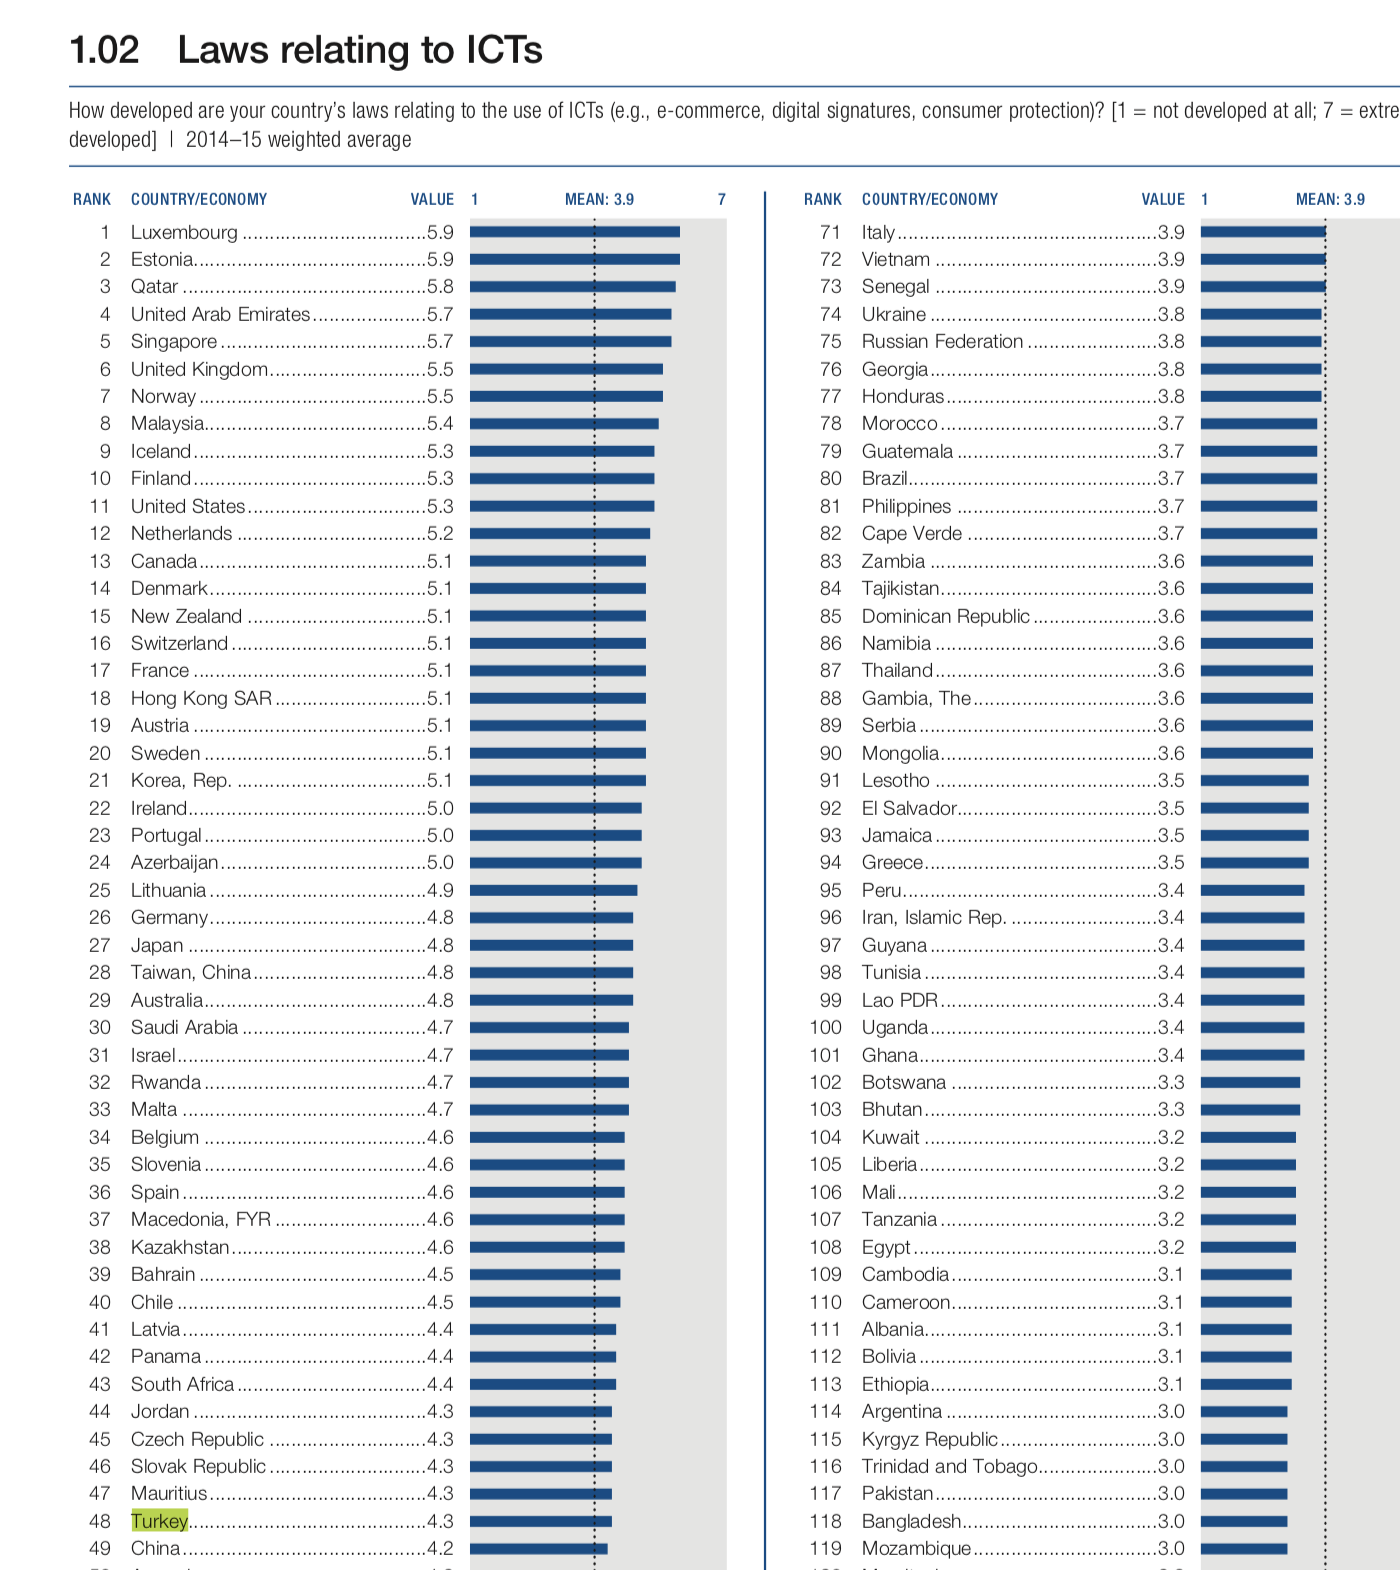 1.02 Laws relating to ICTs
How developed are your country's laws relating to the use of ICTs (e.g., e-commerce, digital signatures, consumer protection)? [1 = not developed at all; 7 =
developed] | 2014–15 weighted average
RANK COUNTRY/ECONOMY VALUE 1 MEAN: 3.9 7
1 Luxembourg 5.9
2 Estonia 5.9
3 Qatar 5.8
4 United Arab Emirates 5.7
5 Singapore 5.7
6 United Kingdom 5.5
7 Norway 5.5
8 Malaysia 5.4
9 Iceland 5.3
10 Finland 5.3
11 United States 5.3
12 Netherlands 5.2
13 Canada 5.1
14 Denmark 5.1
15 New Zealand 5.1
16 Switzerland 5.1
17 France 5.1
18 Hong Kong SAR 5.1
19 Austria 5.1
20 Sweden 5.1
21 Korea, Rep. 5.1
22 Ireland 5.0
23 Portugal 5.0
24 Azerbaijan 5.0
25 Lithuania 4.9
26 Germany 4.8
27 Japan 4.8
28 Taiwan, China 4.8
29 Australia 4.8
30 Saudi Arabia 4.7
31 Israel 4.7
32 Rwanda 4.7
33 Malta 4.7
34 Belgium 4.6
35 Slovenia 4.6
36 Spain 4.6
37 Macedonia, FYR 4.6
38 Kazakhstan 4.6
39 Bahrain 4.5
40 Chile 4.5
41 Latvia 4.4
42 Panama 4.4
43 South Africa 4.4
44 Jordan 4.3
45 Czech Republic 4.3
46 Slovak Republic 4.3
47 Mauritius 4.3
48 Turkey 4.3
49 China 4.2
RANK COUNTRY/ECONOMY VALUE 1 MEAN: 3.9
71 Italy 3.9
72 Vietnam 3.9
73 Senegal 3.9
74 Ukraine 3.8
75 Russian Federation 3.8
76 Georgia 3.8
77 Honduras 3.8
78 Morocco 3.7
79 Guatemala 3.7
80 Brazil 3.7
81 Philippines 3.7
82 Cape Verde 3.7
83 Zambia 3.6
84 Tajikistan 3.6
85 Dominican Republic 3.6
86 Namibia 3.6
87 Thailand 3.6
88 Gambia, The 3.6
89 Serbia 3.6
90 Mongolia 3.6
91 Lesotho 3.5
92 El Salvador 3.5
93 Jamaica 3.5
94 Greece 3.5
95 Peru 3.4
96 Iran, Islamic Rep. 3.4
97 Guyana 3.4
98 Tunisia 3.4
99 Lao PDR 3.4
100 Uganda 3.4
101 Ghana 3.4
102 Botswana 3.3
103 Bhutan 3.3
104 Kuwait 3.2
105 Liberia 3.2
106 Mali 3.2
107 Tanzania 3.2
108 Egypt 3.2
109 Cambodia 3.1
110 Cameroon 3.1
111 Albania 3.1
112 Bolivia 3.1
113 Ethiopia 3.1
114 Argentina 3.0
115 Kyrgyz Republic 3.0
116 Trinidad and Tobago 3.0
117 Pakistan 3.0
118 Bangladesh 3.0
119 Mozambique 3.0